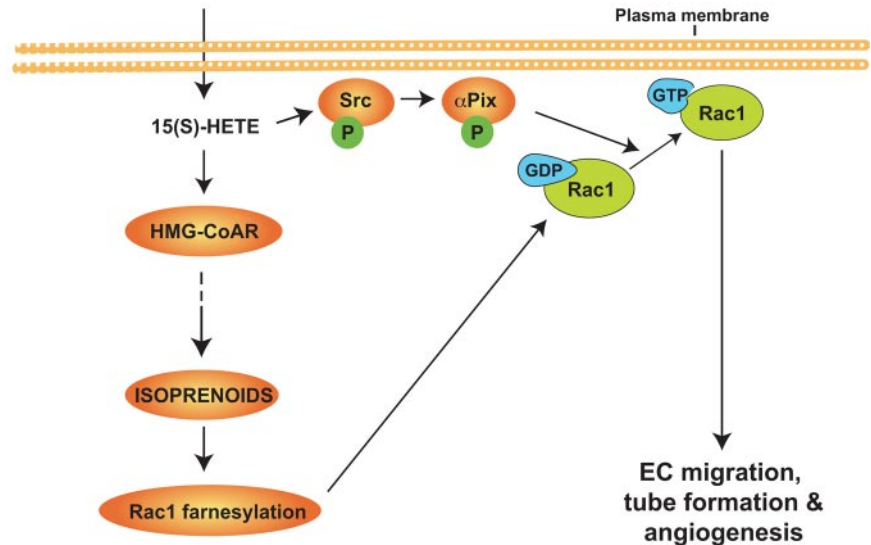 Plasma membrane
15(S)-HETE
Src
P
αPix
P
GTP
Rac1
GDP
Rac1
HMG-CoAR
ISOPRENOIDS
Rac1 farnesylation
EC migration,
tube formation &
angiogenesis